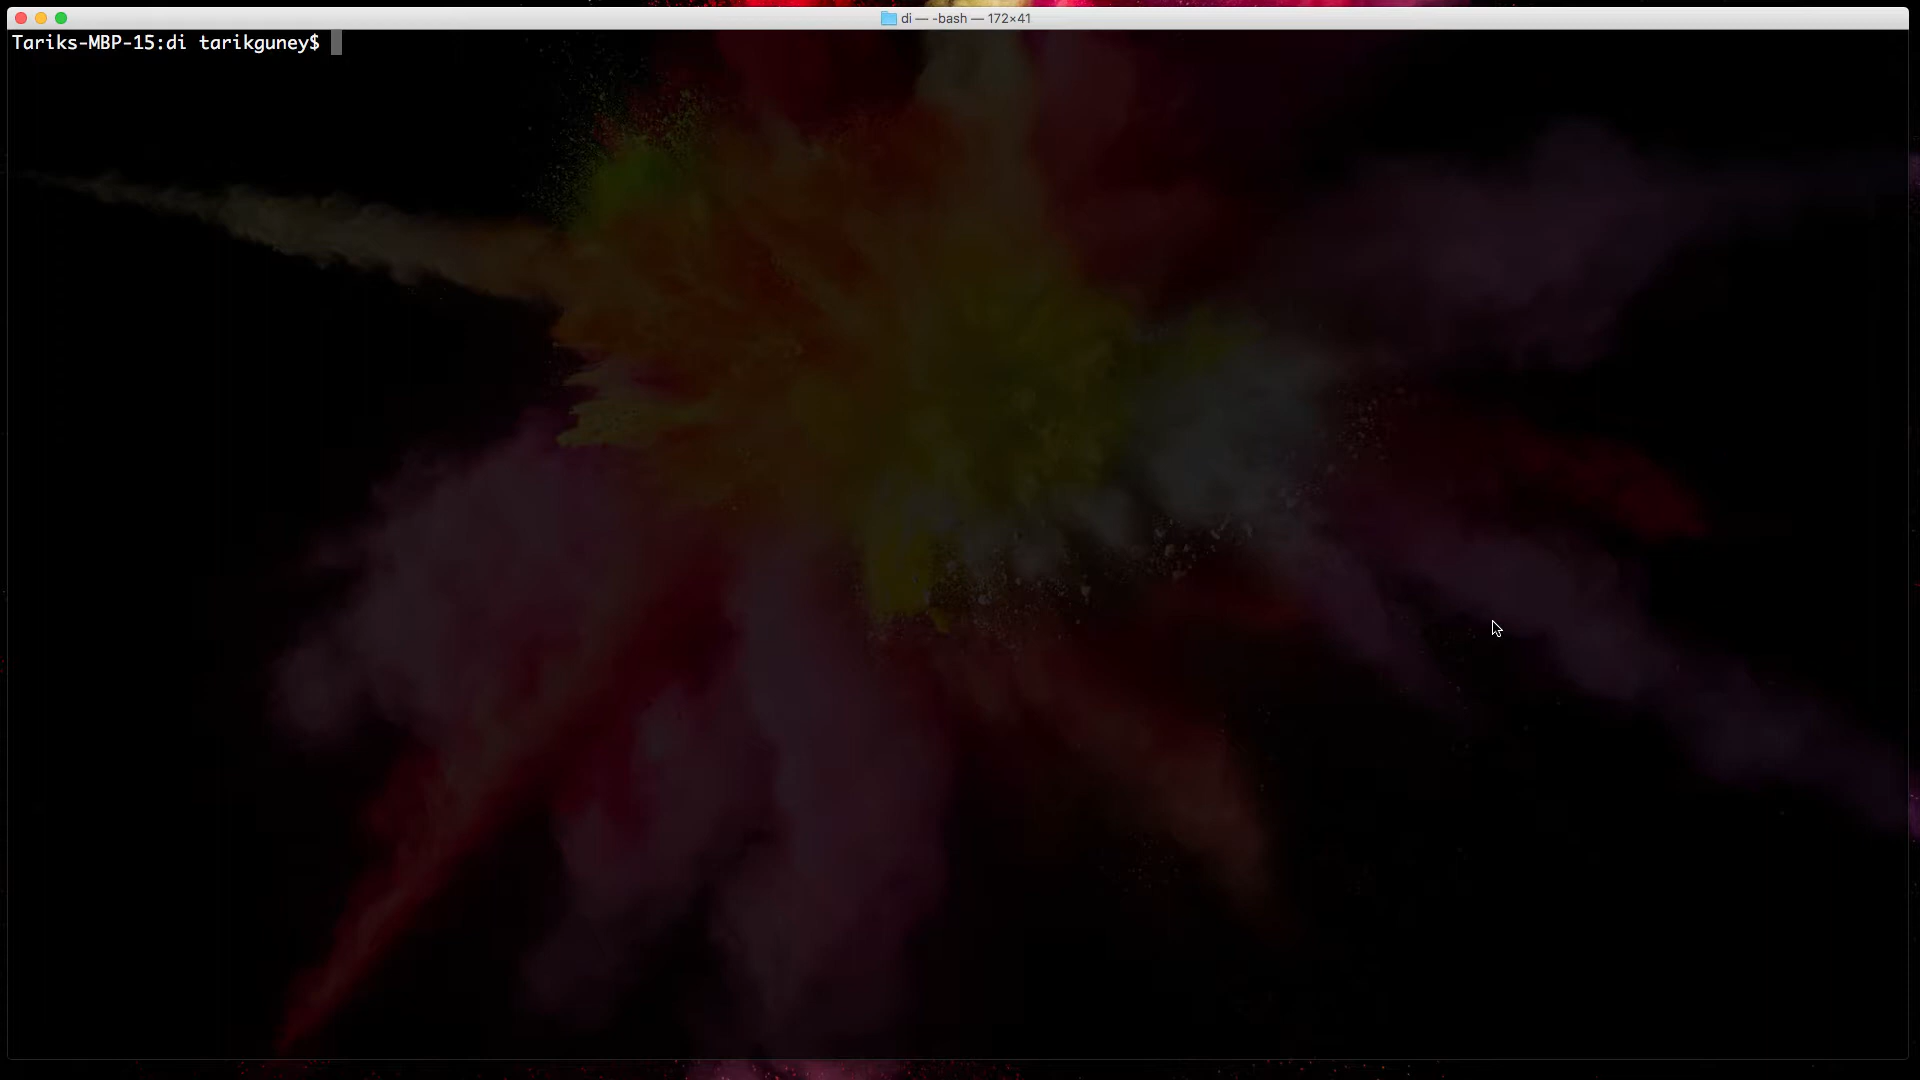 di — -bash — 172×41
Tariks-MBP-15:di tarikguney$